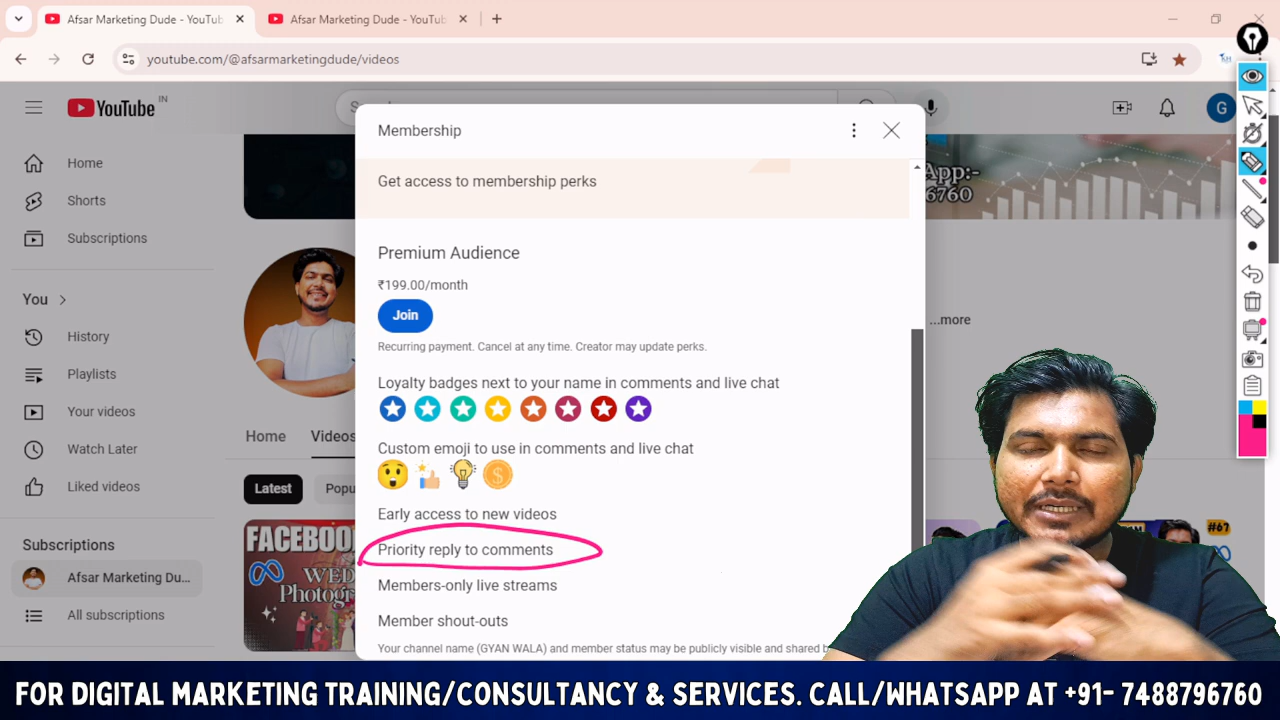 Afsar Marketing Dude - YouTub
Afsar Marketing Dude - YouTub
youtube.com/@afsarmarketingdude/videos
YouTube IN
G
Membership
Home
Shorts
Subscriptions
You
History
Playlists
Your videos
Watch Later
Liked videos
Subscriptions
Afsar Marketing Du...
All subscriptions
App:-
6760
...more
Home
Videos
Latest
Popu
FACEBOO
WED
Photogra
#67
Get access to membership perks
Premium Audience
₹199.00/month
Join
Recurring payment. Cancel at any time. Creator may update perks.
Loyalty badges next to your name in comments and live chat
Custom emoji to use in comments and live chat
Early access to new videos
Priority reply to comments
Members-only live streams
Member shout-outs
Your channel name (GYAN WALA) and member status may be publicly visible and shared b
FOR DIGITAL MARKETING TRAINING/CONSULTANCY & SERVICES. CALL/WHATSAPP AT +91- 7488796760